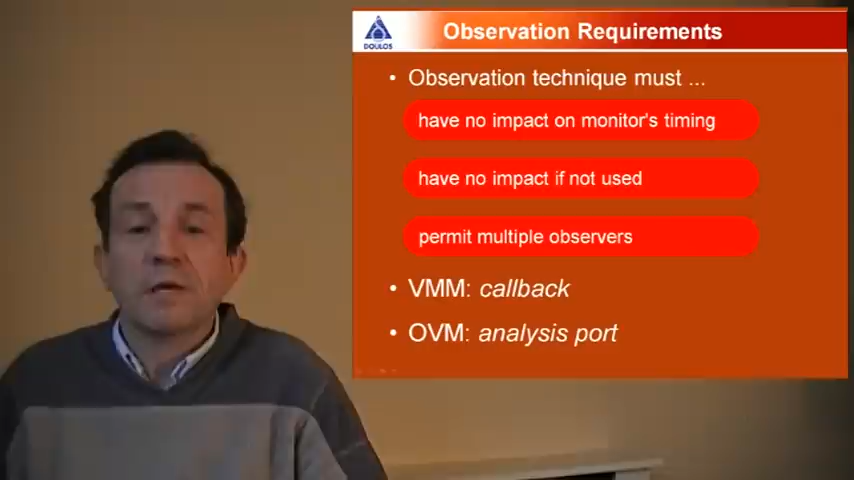 DOULOS
Observation Requirements
• Observation technique must ...
have no impact on monitor's timing
have no impact if not used
permit multiple observers
• VMM: callback
• OVM: analysis port